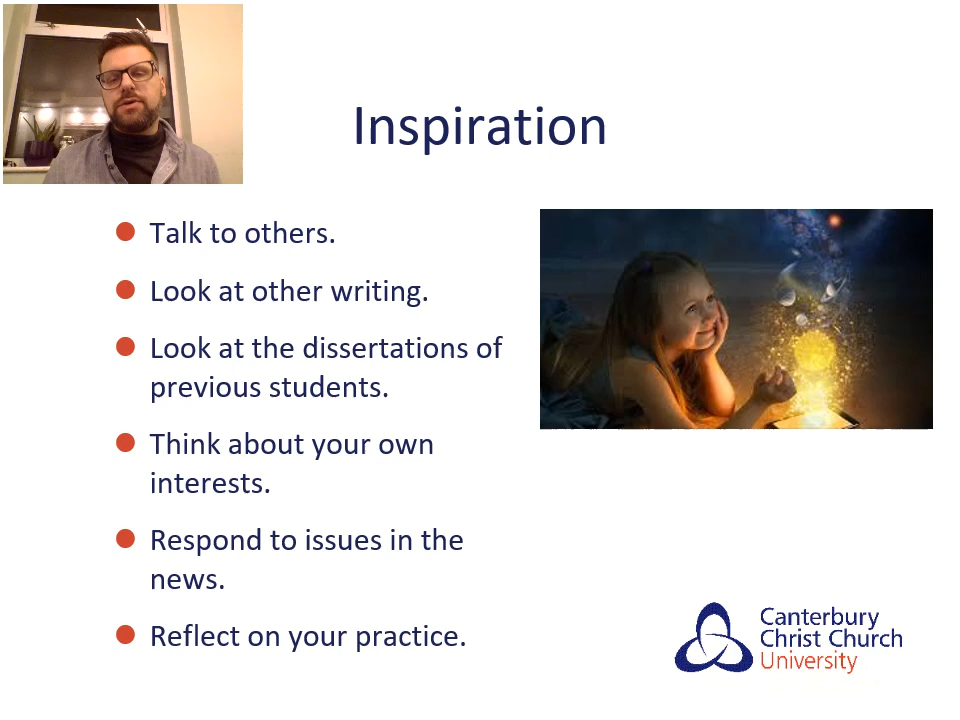 Inspiration
Talk to others.
Look at other writing.
Look at the dissertations of
previous students.
Think about your own
interests.
Respond to issues in the
news.
Reflect on your practice.
Canterbury
Christ Church
University